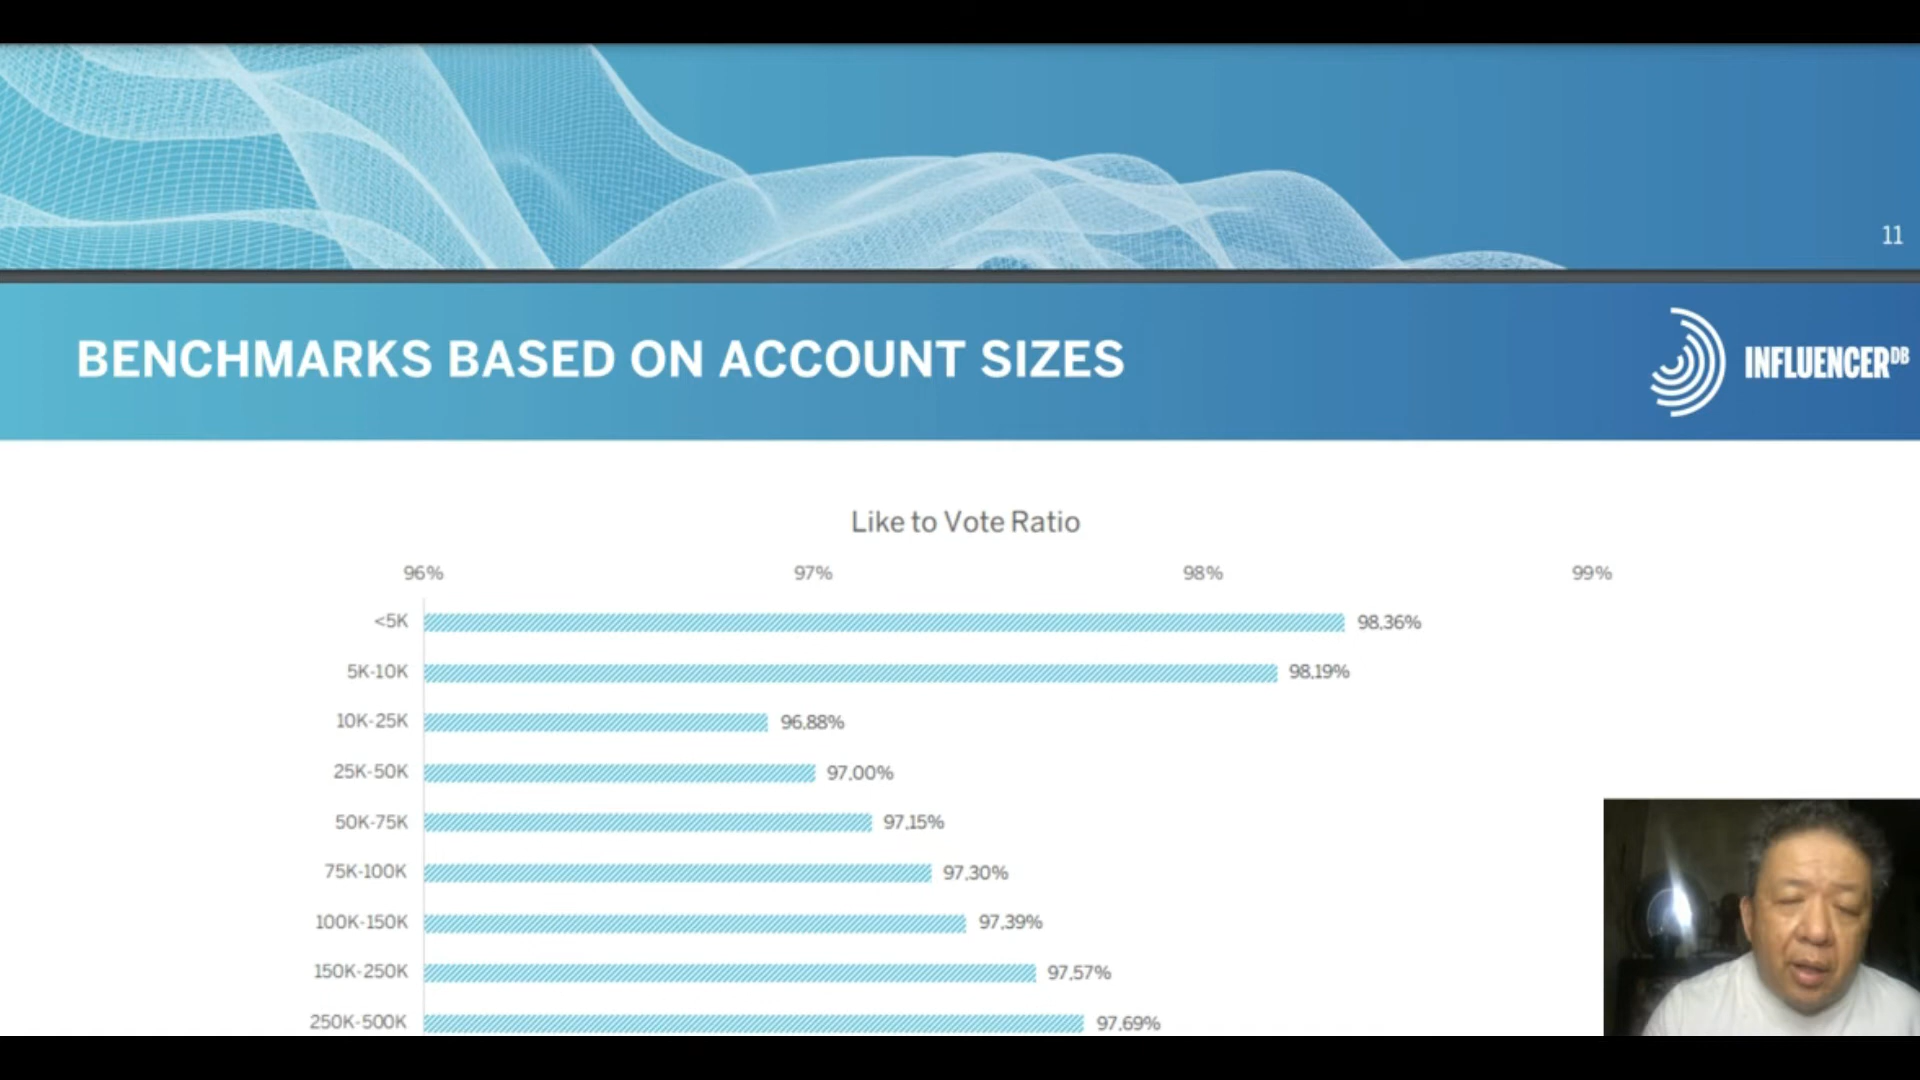 11
BENCHMARKS BASED ON ACCOUNT SIZES
INFLUENCERDB
Like to Vote Ratio
96% 97% 98% 99%
<5K 98,36%
5K-10K 98,19%
10K-25K 96,88%
25K-50K 97,00%
50K-75K 97,15%
75K-100K 97,30%
100K-150K 97,39%
150K-250K 97,57%
250K-500K 97,69%